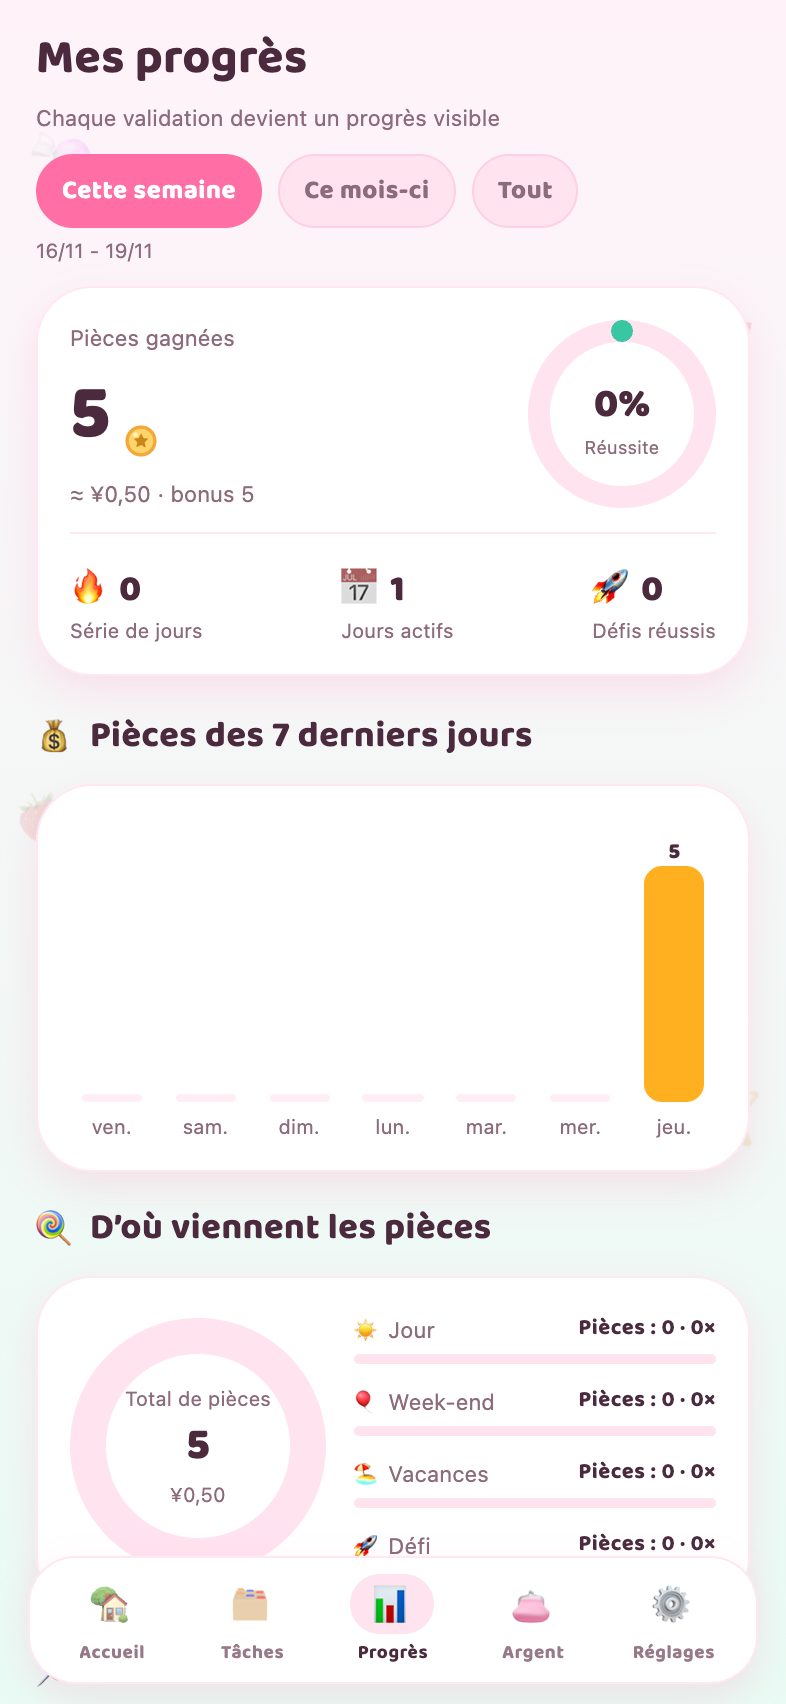 Mes progrès
Chaque validation devient un progrès visible
Cette semaine
Ce mois-ci
Tout
16/11 - 19/11
Pièces gagnées
5
≈ ¥0,50 · bonus 5
0%
Réussite
0
Série de jours
JUL
17
1
Jours actifs
0
Défis réussis
Pièces des 7 derniers jours
5
ven. sam. dim. lun. mar. mer. jeu.
D’où viennent les pièces
Total de pièces
5
¥0,50
Jour Pièces : 0 · 0×
Week-end Pièces : 0 · 0×
Vacances Pièces : 0 · 0×
Défi Pièces : 0 · 0×
Accueil Tâches Progrès Argent Réglages